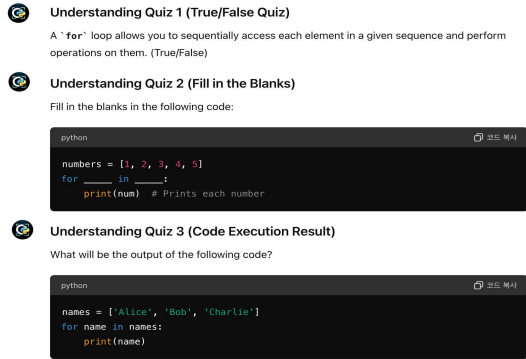 Understanding Quiz 1 (True/False Quiz)
A `for` loop allows you to sequentially access each element in a given sequence and perform
operations on them. (True/False)
Understanding Quiz 2 (Fill in the Blanks)
Fill in the blanks in the following code:
python 코드 복사
numbers = [1, 2, 3, 4, 5]
for _____ in _____:
    print(num)  # Prints each number
Understanding Quiz 3 (Code Execution Result)
What will be the output of the following code?
python 코드 복사
names = ['Alice', 'Bob', 'Charlie']
for name in names:
    print(name)